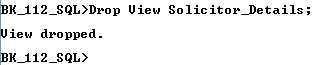 BK_112_SQL>Drop View Solicitor_Details;
View dropped.
BK_112_SQL>